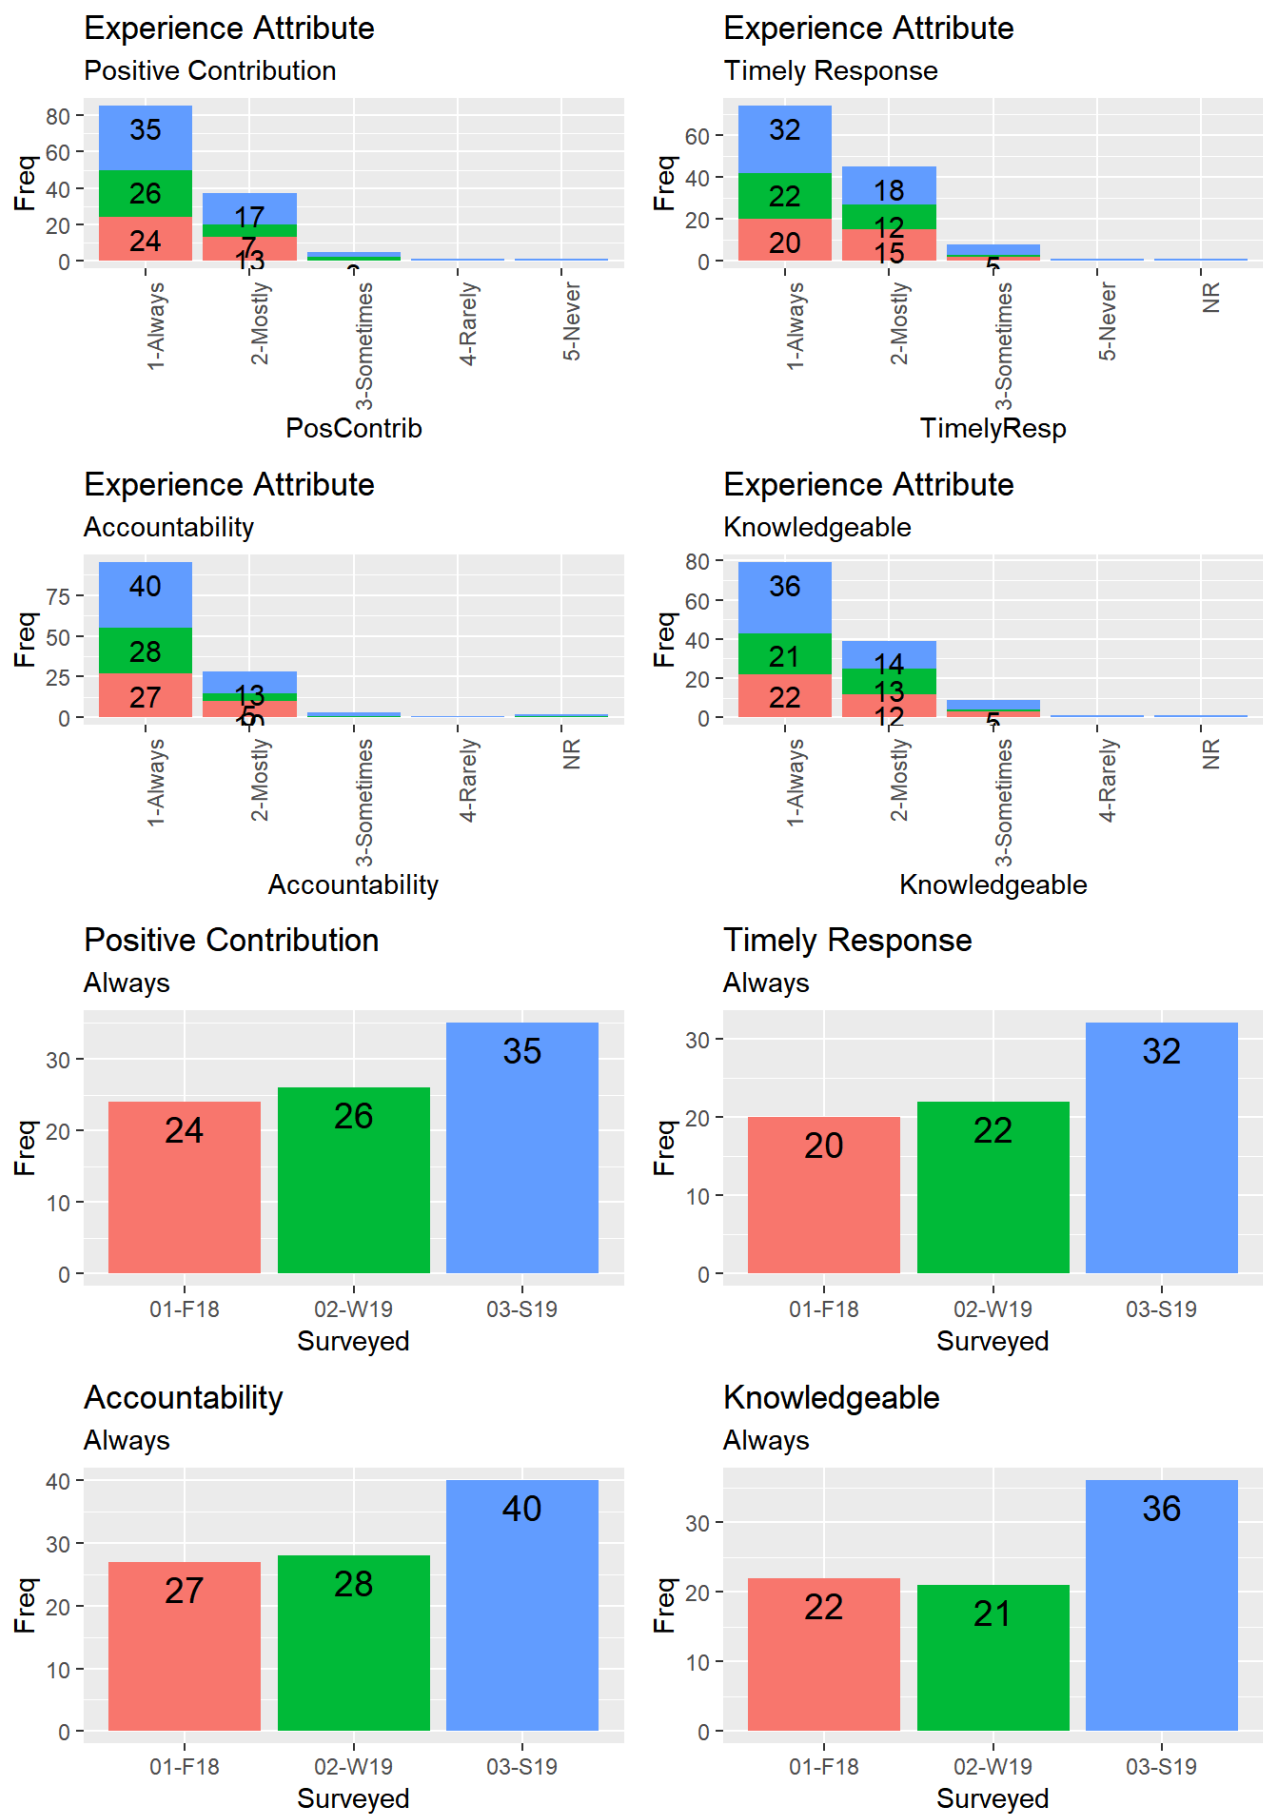 Experience Attribute
Positive Contribution
Freq
80
60
40
20
0
35
26
24
17
7
13
1-Always
2-Mostly
3-Sometimes
4-Rarely
5-Never
PosContrib
Experience Attribute
Timely Response
Freq
60
40
20
0
32
22
20
18
12
15
5
1-Always
2-Mostly
3-Sometimes
5-Never
NR
TimelyResp
Experience Attribute
Accountability
Freq
75
50
25
0
40
28
27
13
5
1-Always
2-Mostly
3-Sometimes
4-Rarely
NR
Accountability
Experience Attribute
Knowledgeable
Freq
80
60
40
20
0
36
21
22
14
13
12
5
1-Always
2-Mostly
3-Sometimes
4-Rarely
NR
Knowledgeable
Positive Contribution
Always
Freq
30
20
10
0
24
26
35
01-F18
02-W19
03-S19
Surveyed
Timely Response
Always
Freq
30
20
10
0
20
22
32
01-F18
02-W19
03-S19
Surveyed
Accountability
Always
Freq
40
30
20
10
0
27
28
40
01-F18
02-W19
03-S19
Surveyed
Knowledgeable
Always
Freq
30
20
10
0
22
21
36
01-F18
02-W19
03-S19
Surveyed